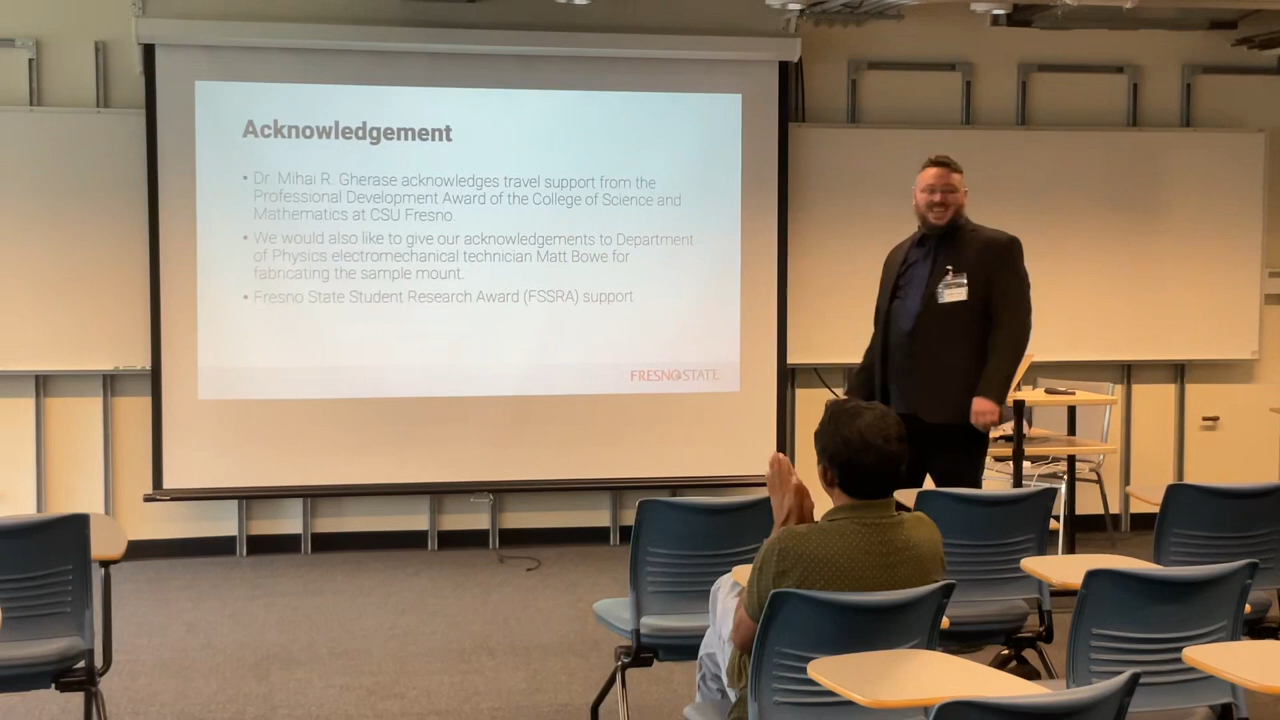 Acknowledgement
• Dr. Mihai R. Gherase acknowledges travel support from the
Professional Development Award of the College of Science and
Mathematics at CSU Fresno.
• We would also like to give our acknowledgements to Department
of Physics electromechanical technician Matt Bowe for
fabricating the sample mount.
• Fresno State Student Research Award (FSSRA) support
FRESNO STATE